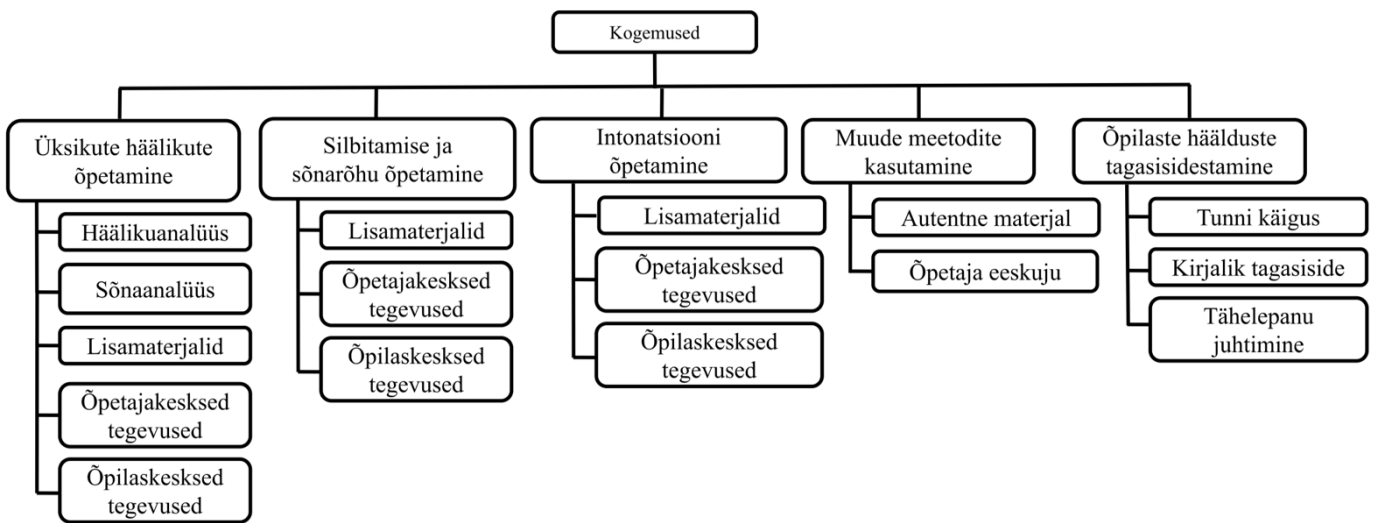 Kogemused
Üksikute häälikute
õpetamine
Häälikuanalüüs
Sõnaanalüüs
Lisamaterjalid
Õpetajakesksed
tegevused
Õpilaskesksed
tegevused
Silbitamise ja
sõnarõhu õpetamine
Lisamaterjalid
Õpetajakesksed
tegevused
Õpilaskesksed
tegevused
Intonatsiooni
õpetamine
Lisamaterjalid
Õpetajakesksed
tegevused
Õpilaskesksed
tegevused
Muude meetodite
kasutamine
Autentne materjal
Õpetaja eeskuju
Õpilaste häälduste
tagasisidestamine
Tunni käigus
Kirjalik tagasiside
Tähelepanu
juhtimine